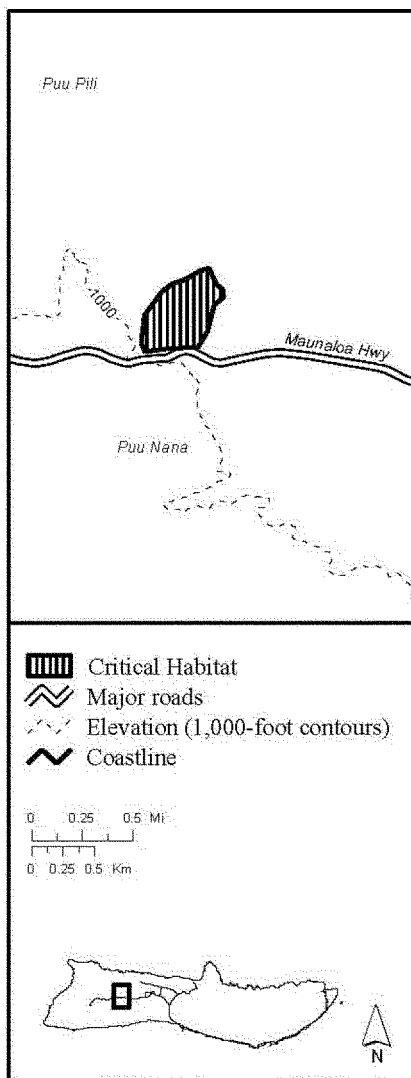 Puu Pili
1000
Maunaloa Hwy
Puu Nana
Critical Habitat
Major roads
Elevation (1,000-foot contours)
Coastline
0 0.25 0.5 Mi
0 0.25 0.5 Km
N